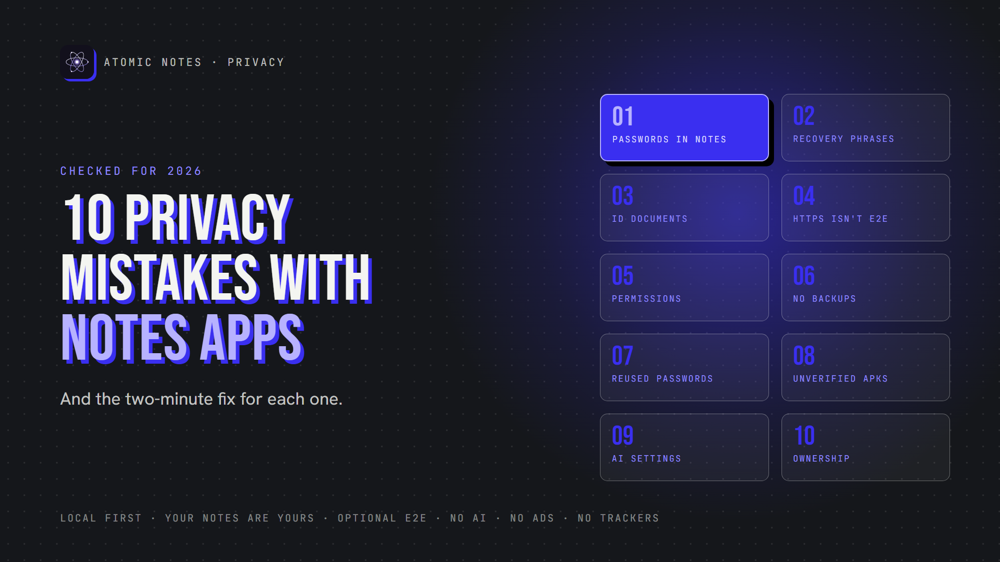 ATOMIC NOTES · PRIVACY
CHECKED FOR 2026
10 PRIVACY
MISTAKES WITH
NOTES APPS
And the two-minute fix for each one.
01
PASSWORDS IN NOTES
02
RECOVERY PHRASES
03
ID DOCUMENTS
04
HTTPS ISN'T E2E
05
PERMISSIONS
06
NO BACKUPS
07
REUSED PASSWORDS
08
UNVERIFIED APKS
09
AI SETTINGS
10
OWNERSHIP
LOCAL FIRST · YOUR NOTES ARE YOURS · OPTIONAL E2E · NO AI · NO ADS · NO TRACKERS